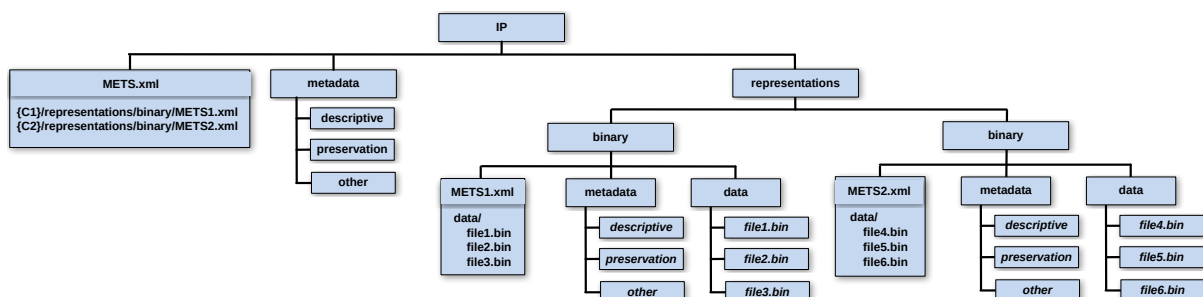 IP
METS.xml
{C1}/representations/binary/METS1.xml
{C2}/representations/binary/METS2.xml
metadata
descriptive
preservation
other
representations
binary
METS1.xml
data/
file1.bin
file2.bin
file3.bin
metadata
descriptive
preservation
other
data
file1.bin
file2.bin
file3.bin
binary
METS2.xml
data/
file4.bin
file5.bin
file6.bin
metadata
descriptive
preservation
other
data
file4.bin
file5.bin
file6.bin